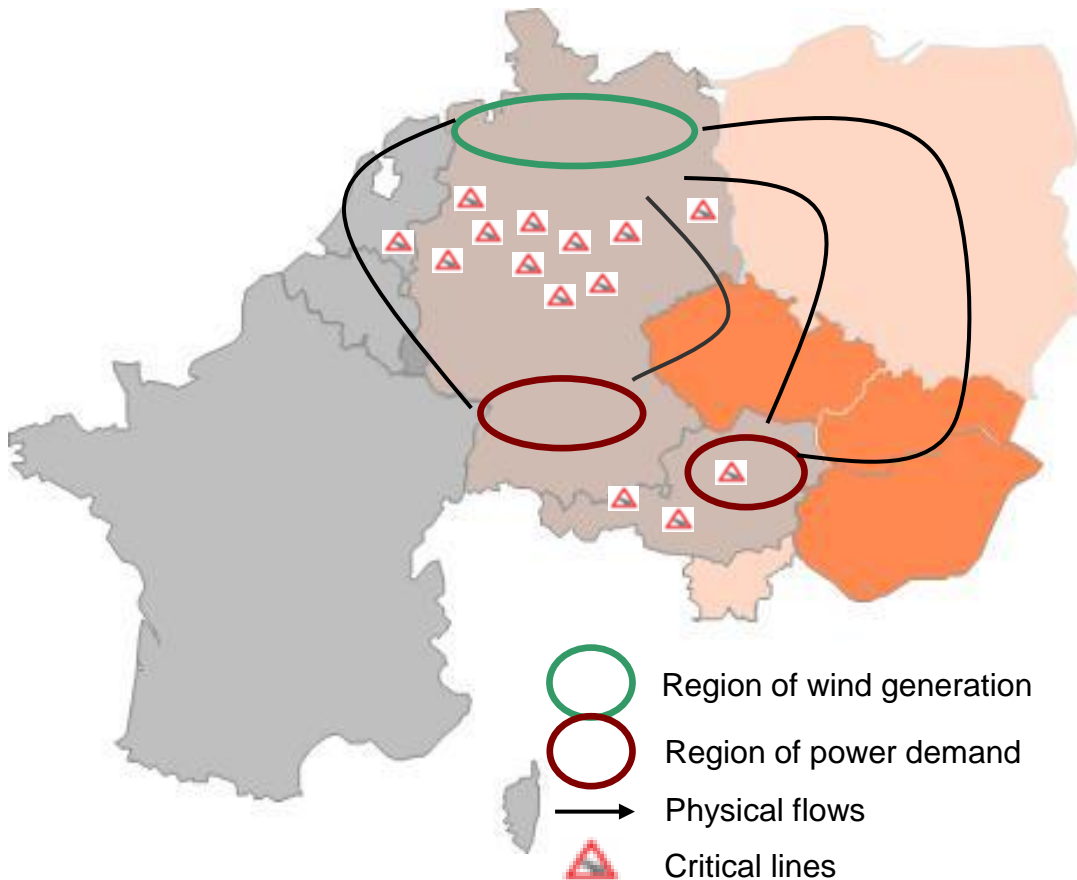 Region of wind generation
Region of power demand
Physical flows
Critical lines